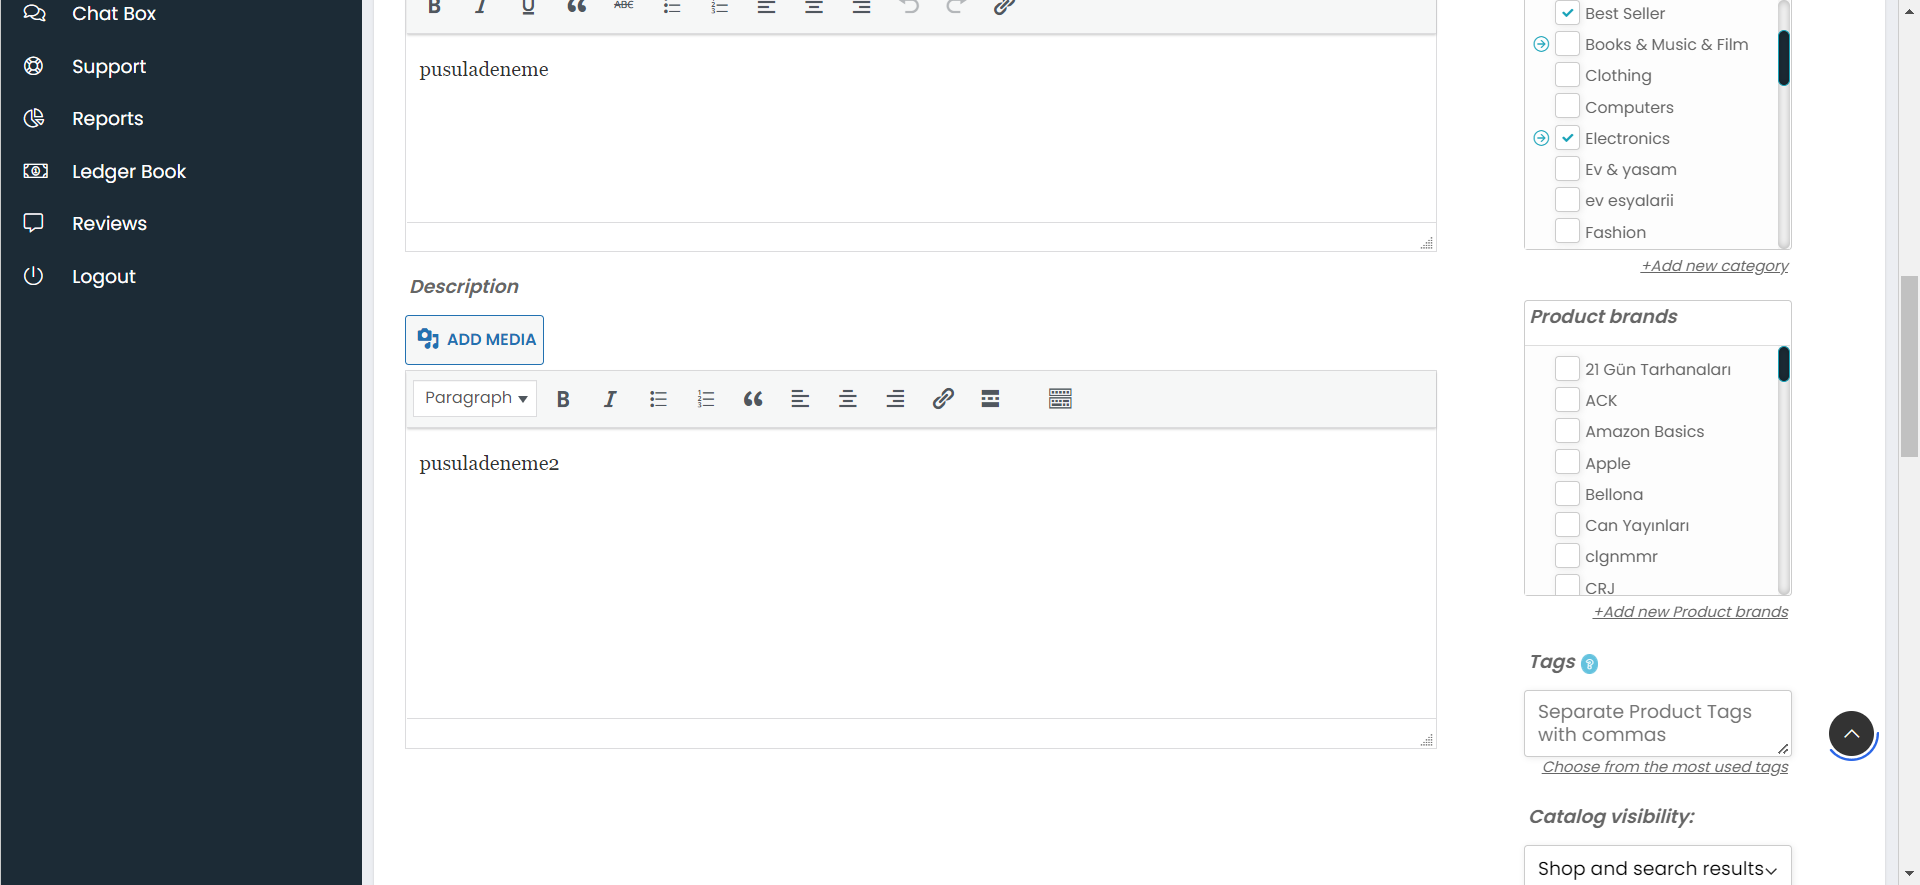 Chat Box
Support
Reports
Ledger Book
Reviews
Logout
B I U ABC
pusuladeneme
Description
ADD MEDIA
Paragraph
B I
pusuladeneme2
Best Seller
Books & Music & Film
Clothing
Computers
Electronics
Ev & yasam
ev esyalarii
Fashion
+Add new category
Product brands
21 Gün Tarhanaları
ACK
Amazon Basics
Apple
Bellona
Can Yayınları
clgnmmr
CRJ
+Add new Product brands
Tags ?
Separate Product Tags
with commas
Choose from the most used tags
Catalog visibility:
Shop and search results